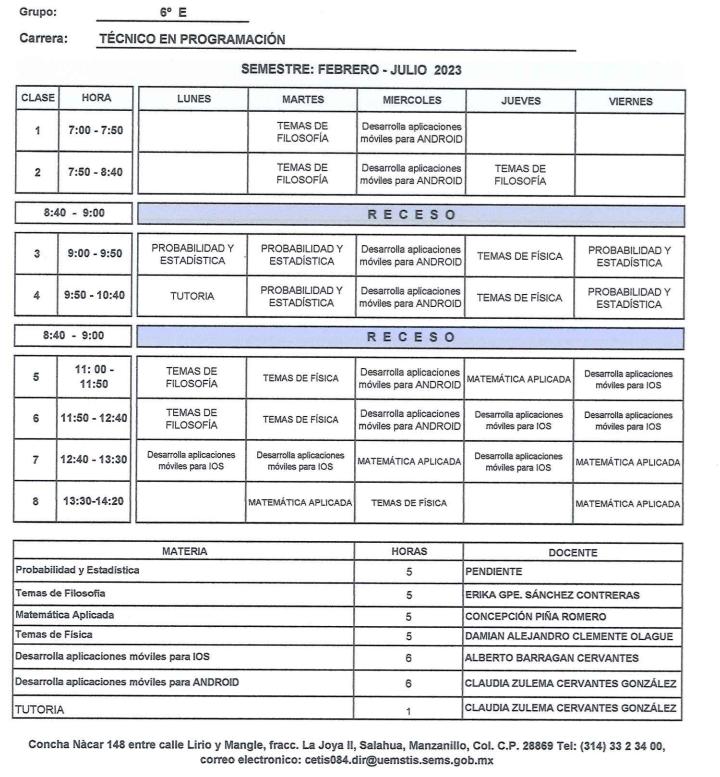 Grupo: 6º E
Carrera: TÉCNICO EN PROGRAMACIÓN
SEMESTRE: FEBRERO - JULIO 2023
CLASE HORA LUNES MARTES MIERCOLES JUEVES VIERNES
TEMAS DE Desarrolla aplicaciones
1 7:00 - 7:50
FILOSOFÍA móviles para ANDROID
TEMAS DE Desarrolla aplicaciones TEMAS DE
2 7:50 - 8:40
FILOSOFÍA móviles para ANDROID FILOSOFÍA
8:40 - 9:00 RECESO
PROBABILIDAD Y PROBABILIDAD Y Desarrolla aplicaciones PROBABILIDAD Y
3 9:00 - 9:50 TEMAS DE FÍSICA
ESTADÍSTICA ESTADÍSTICA móviles para ANDROID ESTADÍSTICA
PROBABILIDAD Y Desarrolla aplicaciones PROBABILIDAD Y
4 9:50 - 10:40 TUTORIA TEMAS DE FÍSICA
ESTADÍSTICA móviles para ANDROID ESTADÍSTICA
8:40 - 9:00 RECESO
11: 00 - TEMAS DE Desarrolla aplicaciones Desarrolla aplicaciones
5 TEMAS DE FÍSICA MATEMÁTICA APLICADA
11:50 FILOSOFÍA móviles para ANDROID móviles para IOS
TEMAS DE Desarrolla aplicaciones Desarrolla aplicaciones Desarrolla aplicaciones
6 11:50 - 12:40 TEMAS DE FÍSICA
FILOSOFÍA móviles para ANDROID móviles para IOS móviles para IOS
Desarrolla aplicaciones Desarrolla aplicaciones Desarrolla aplicaciones
7 12:40 - 13:30 MATEMÁTICA APLICADA MATEMÁTICA APLICADA
móviles para IOS móviles para IOS móviles para IOS
8 13:30-14:20 MATEMÁTICA APLICADA TEMAS DE FÍSICA MATEMÁTICA APLICADA
MATERIA HORAS DOCENTE
Probabilidad y Estadística 5 PENDIENTE
Temas de Filosofia 5 ERIKA GPE. SÁNCHEZ CONTRERAS
Matemática Aplicada 5 CONCEPCIÓN PIÑA ROMERO
Temas de Física 5 DAMIAN ALEJANDRO CLEMENTE OLAGUE
Desarrolla aplicaciones móviles para IOS 6 ALBERTO BARRAGAN CERVANTES
Desarrolla aplicaciones móviles para ANDROID 6 CLAUDIA ZULEMA CERVANTES GONZÁLEZ
TUTORIA 1 CLAUDIA ZULEMA CERVANTES GONZÁLEZ
Concha Nàcar 148 entre calle Lirio y Mangle, fracc. La Joya II, Salahua, Manzanillo, Col. C.P. 28869 Tel: (314) 33 2 34 00,
correo electronico: cetis084.dir@uemstis.sems.gob.mx